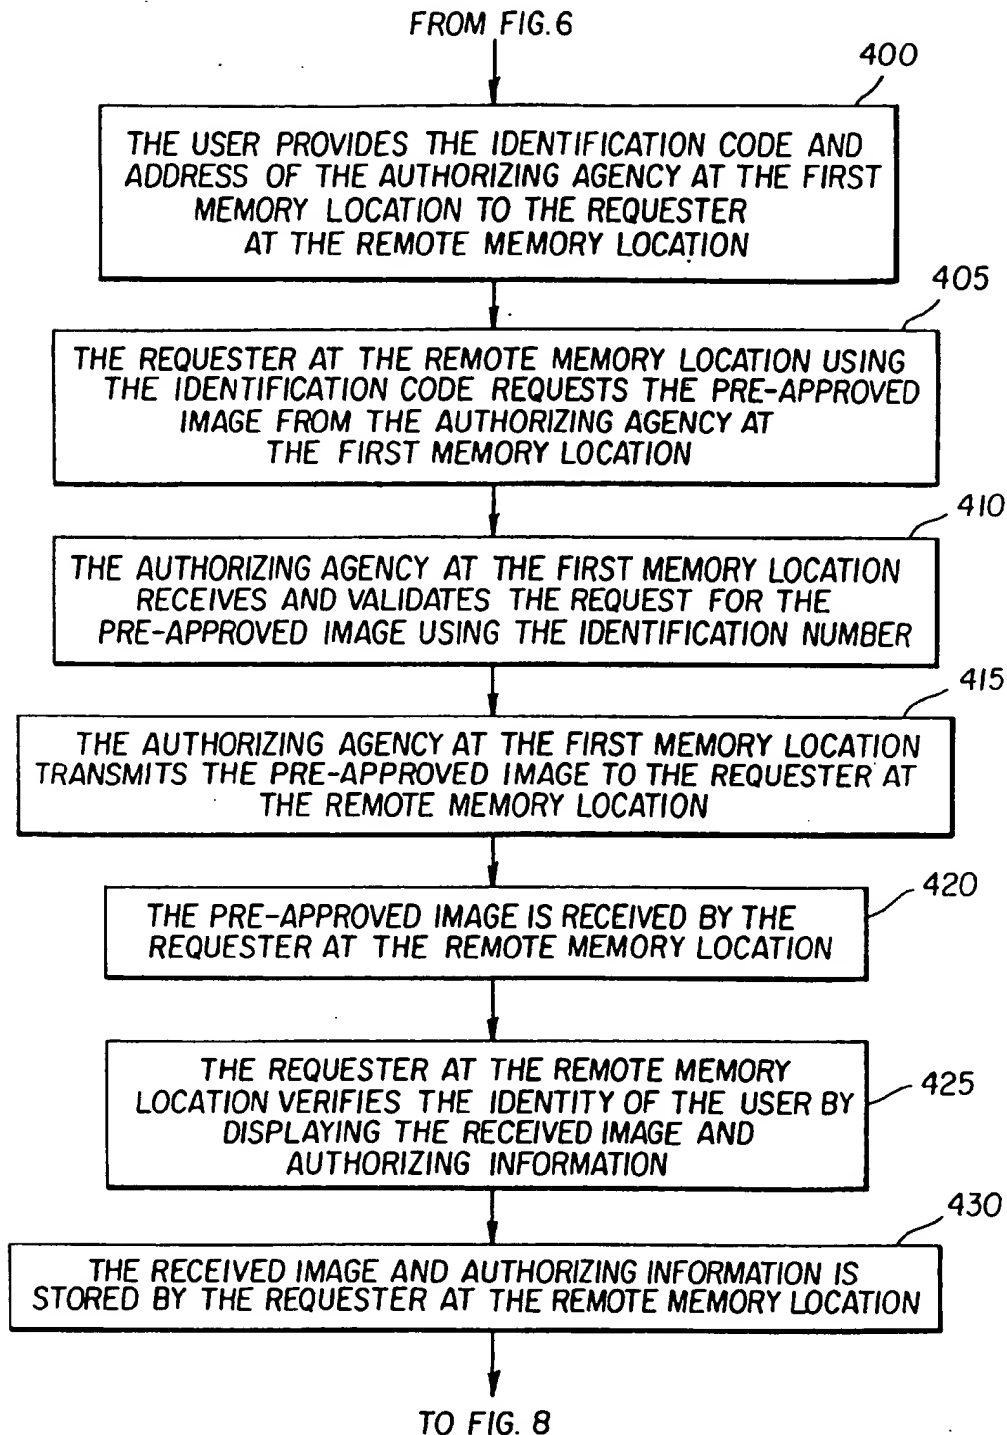 FROM FIG. 6
400
THE USER PROVIDES THE IDENTIFICATION CODE AND
ADDRESS OF THE AUTHORIZING AGENCY AT THE FIRST
MEMORY LOCATION TO THE REQUESTER
AT THE REMOTE MEMORY LOCATION
405
THE REQUESTER AT THE REMOTE MEMORY LOCATION USING
THE IDENTIFICATION CODE REQUESTS THE PRE-APPROVED
IMAGE FROM THE AUTHORIZING AGENCY AT
THE FIRST MEMORY LOCATION
410
THE AUTHORIZING AGENCY AT THE FIRST MEMORY LOCATION
RECEIVES AND VALIDATES THE REQUEST FOR THE
PRE-APPROVED IMAGE USING THE IDENTIFICATION NUMBER
415
THE AUTHORIZING AGENCY AT THE FIRST MEMORY LOCATION
TRANSMITS THE PRE-APPROVED IMAGE TO THE REQUESTER AT
THE REMOTE MEMORY LOCATION
420
THE PRE-APPROVED IMAGE IS RECEIVED BY THE
REQUESTER AT THE REMOTE MEMORY LOCATION
425
THE REQUESTER AT THE REMOTE MEMORY
LOCATION VERIFIES THE IDENTITY OF THE USER BY
DISPLAYING THE RECEIVED IMAGE AND
AUTHORIZING INFORMATION
430
THE RECEIVED IMAGE AND AUTHORIZING INFORMATION IS
STORED BY THE REQUESTER AT THE REMOTE MEMORY LOCATION
TO FIG. 8